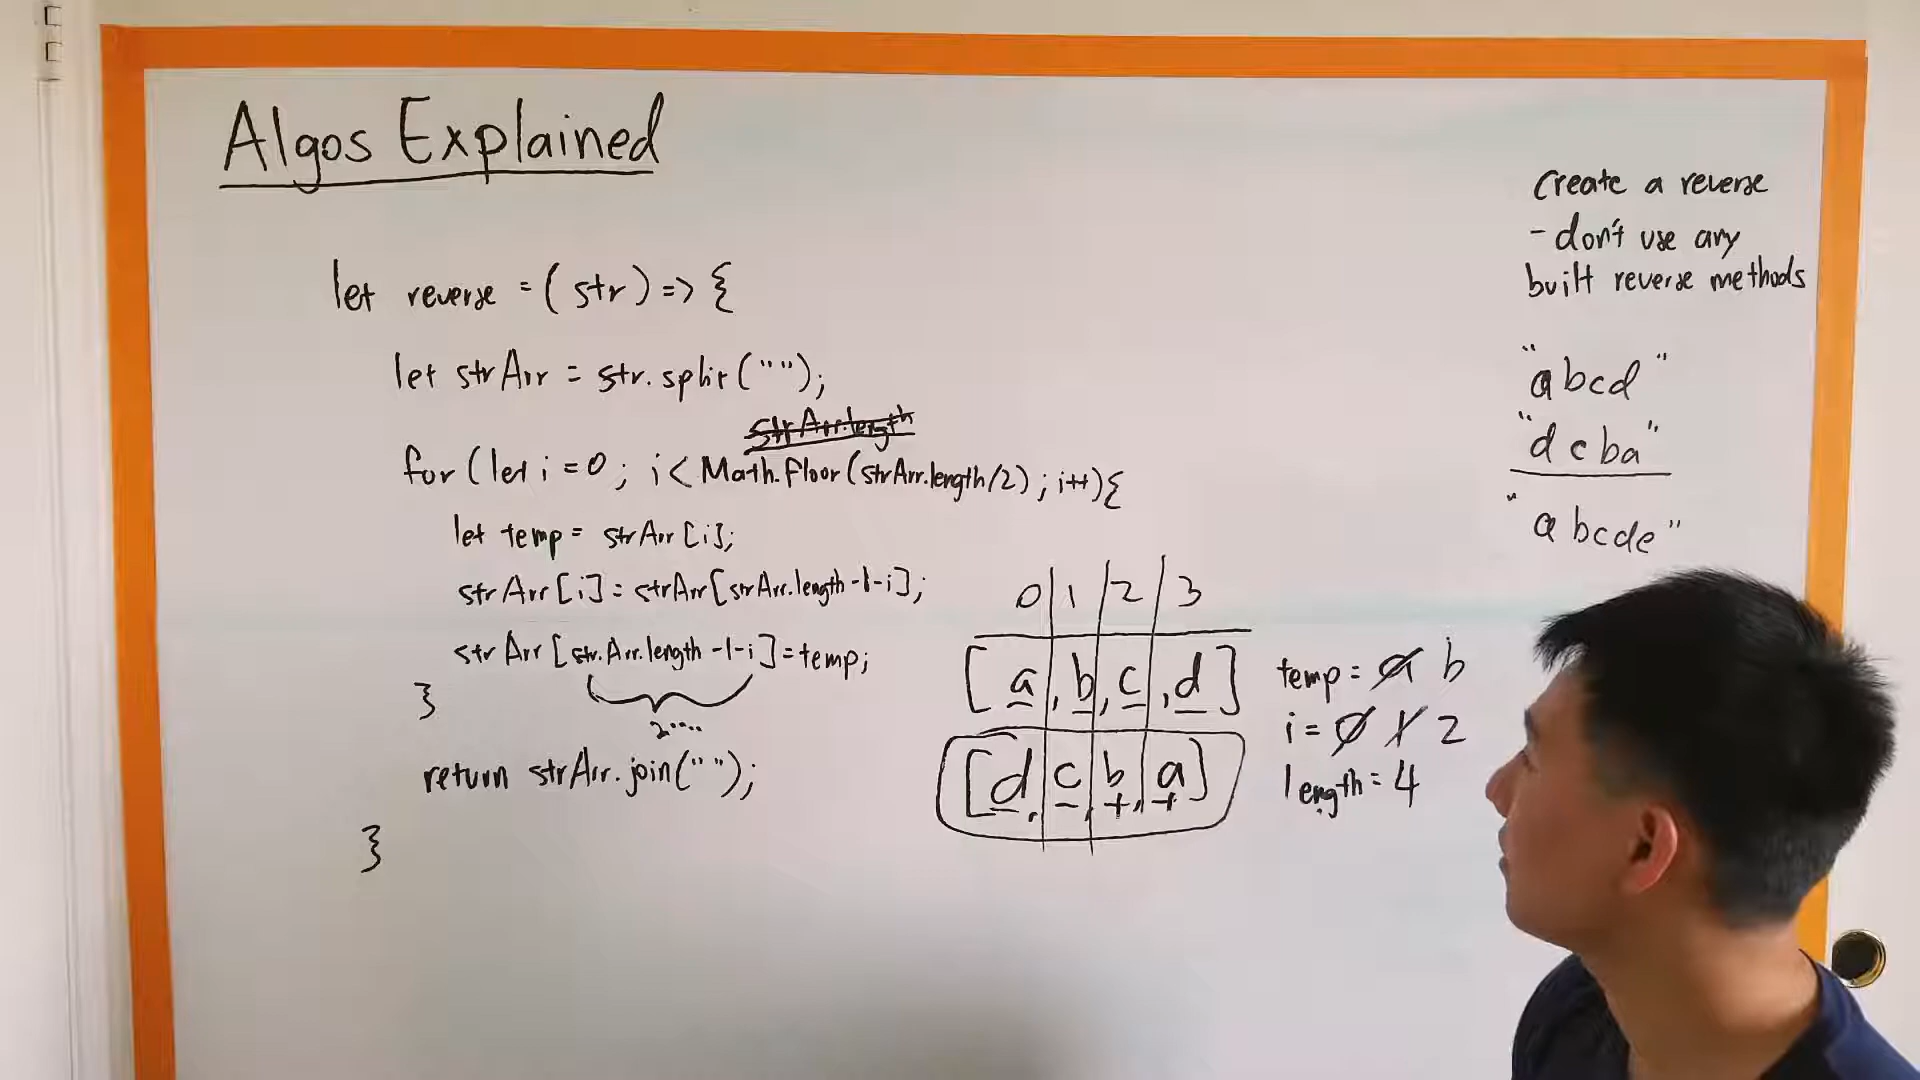 Algos Explained
let reverse = (str) => {
let strArr = str.split("");
strArr.length
for (let i = 0; i < Math.floor(strArr.length/2); i++){
let temp = strArr[i];
strArr[i] = strArr[strArr.length-1-i];
strArr[str.Arr.length-1-i] = temp;
}
return strArr.join("");
}
0 1 2 3
[a, b, c, d]
[d, c, b, a]
temp = a b
i = 0 1 2
length = 4
Create a reverse
- don't use any
built reverse methods
"abcd"
"dcba"
"abcde"